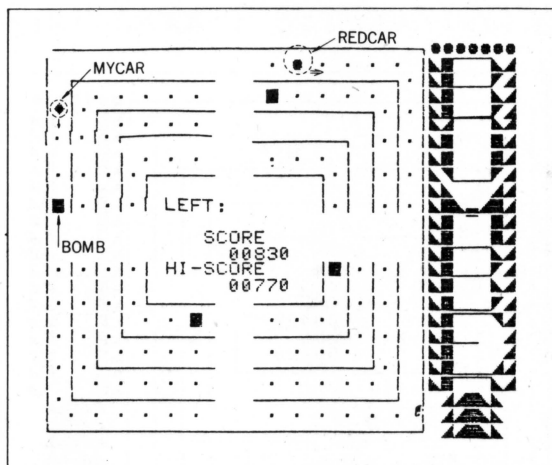 REDCAR
MYCAR
LEFT:
BOMB
SCORE
00830
HI-SCORE
00770